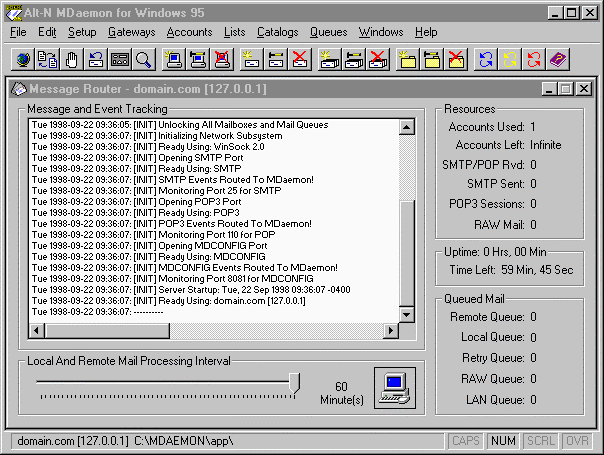 Alt-N MDaemon for Windows 95
File Edit Setup Gateways Accounts Lists Catalogs Queues Windows Help
Message Router - domain.com [127.0.0.1]
Message and Event Tracking
Tue 1998-09-22 09:36:05: [INIT] Unlocking All Mailboxes and Mail Queues
Tue 1998-09-22 09:36:07: [INIT] Initializing Network Subsystem
Tue 1998-09-22 09:36:07: [INIT] Ready Using: WinSock 2.0
Tue 1998-09-22 09:36:07: [INIT] Opening SMTP Port
Tue 1998-09-22 09:36:07: [INIT] Ready Using: SMTP
Tue 1998-09-22 09:36:07: [INIT] SMTP Events Routed To MDaemon!
Tue 1998-09-22 09:36:07: [INIT] Monitoring Port 25 for SMTP
Tue 1998-09-22 09:36:07: [INIT] Opening POP3 Port
Tue 1998-09-22 09:36:07: [INIT] Ready Using: POP3
Tue 1998-09-22 09:36:07: [INIT] POP3 Events Routed To MDaemon!
Tue 1998-09-22 09:36:07: [INIT] Monitoring Port 110 for POP
Tue 1998-09-22 09:36:07: [INIT] Opening MDCONFIG Port
Tue 1998-09-22 09:36:07: [INIT] Ready Using: MDCONFIG
Tue 1998-09-22 09:36:07: [INIT] MDCONFIG Events Routed To MDaemon!
Tue 1998-09-22 09:36:07: [INIT] Monitoring Port 8081 for MDCONFIG
Tue 1998-09-22 09:36:07: [INIT] Server Startup: Tue, 22 Sep 1998 09:36:07 -0400
Tue 1998-09-22 09:36:07: [INIT] Ready Using: domain.com [127.0.0.1]
Tue 1998-09-22 09:36:07: ----------
Local And Remote Mail Processing Interval
60
Minute(s)
Resources
Accounts Used: 1
Accounts Left: Infinite
SMTP/POP Rvd: 0
SMTP Sent: 0
POP3 Sessions: 0
RAW Mail: 0
Uptime: 0 Hrs, 00 Min
Time Left: 59 Min, 45 Sec
Queued Mail
Remote Queue: 0
Local Queue: 0
Retry Queue: 0
RAW Queue: 0
LAN Queue: 0
domain.com [127.0.0.1] C:\MDAEMON\app\ CAPS NUM SCRL OVR